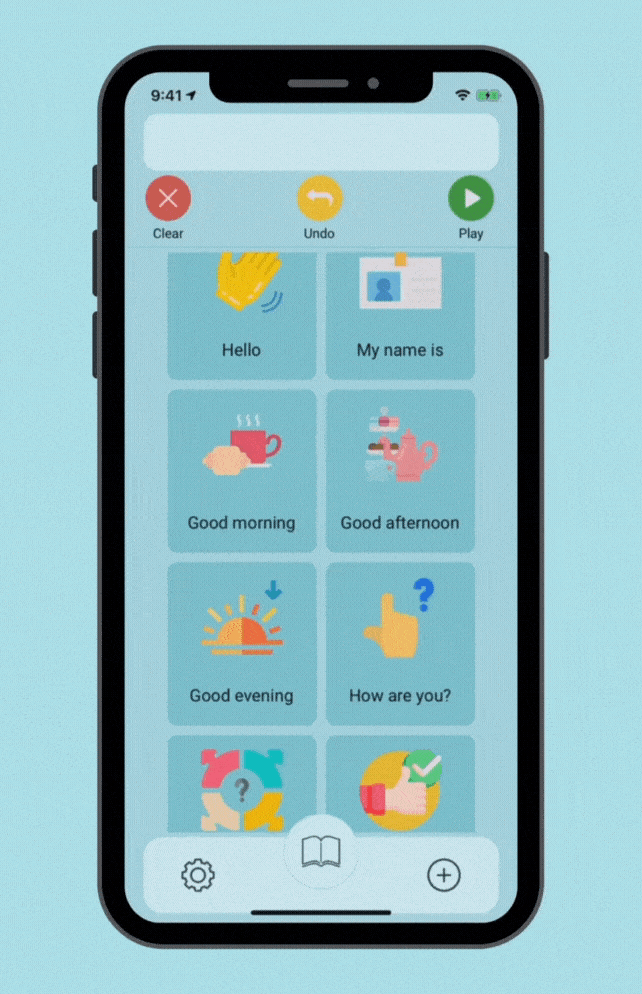 9:41
Clear
Undo
Play
Hello
My name is
Good morning
Good afternoon
?
Good evening
How are you?
?